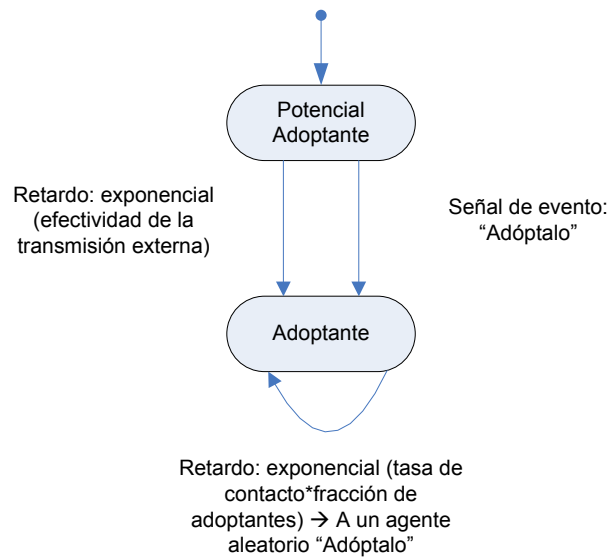 Potencial
Adoptante
Retardo: exponencial
(efectividad de la
transmisión externa)
Señal de evento:
“Adóptalo”
Adoptante
Retardo: exponencial (tasa de
contacto*fracción de
adoptantes) → A un agente
aleatorio “Adóptalo”